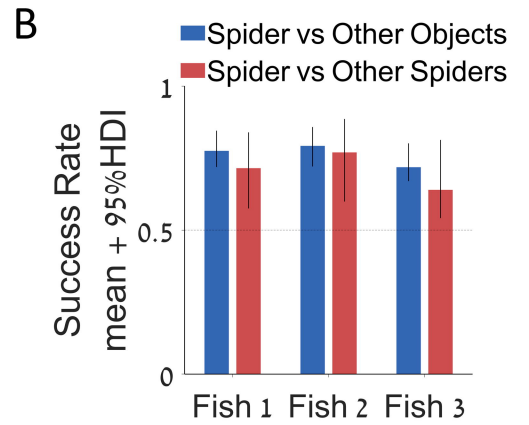 B
Spider vs Other Objects
Spider vs Other Spiders
Success Rate
mean + 95%HDI
1
0.5
0
Fish 1 Fish 2 Fish 3